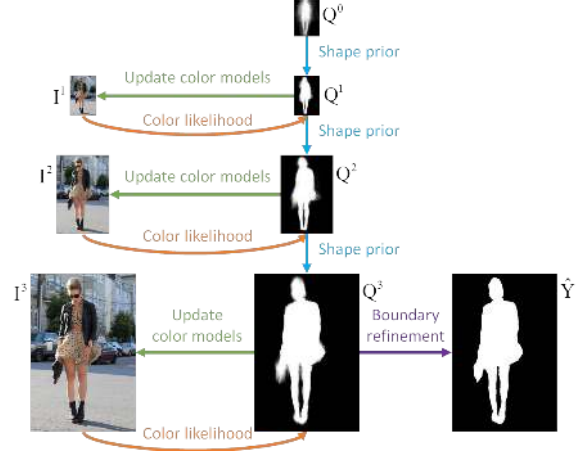 Q⁰
Shape prior
I¹
Update color models
Q¹
Color likelihood
Shape prior
I²
Update color models
Q²
Color likelihood
Shape prior
I³
Update
color models
Q³
Boundary
refinement
Ŷ
Color likelihood